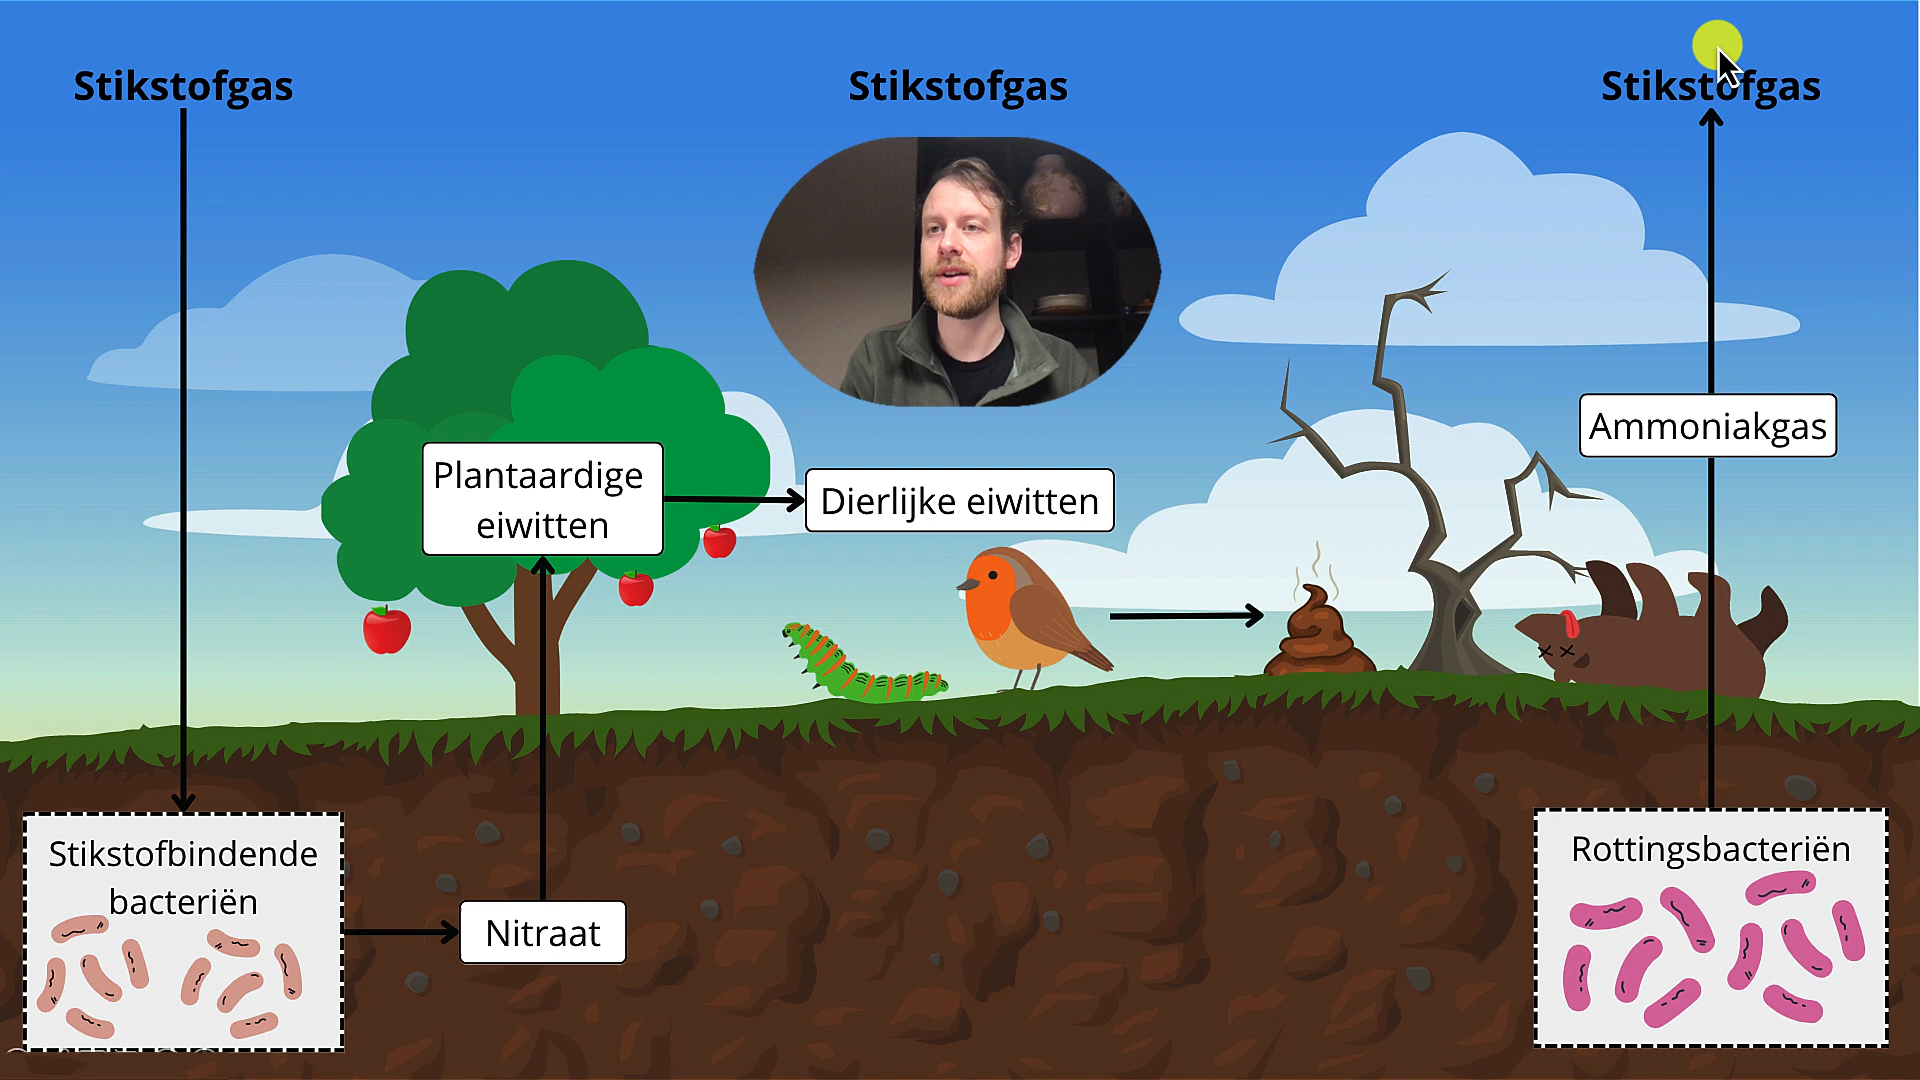 Stikstofgas
Stikstofgas
Stikstofgas
Ammoniakgas
Plantaardige
eiwitten
Dierlijke eiwitten
Stikstofbindende
bacteriën
Nitraat
Rottingsbacteriën